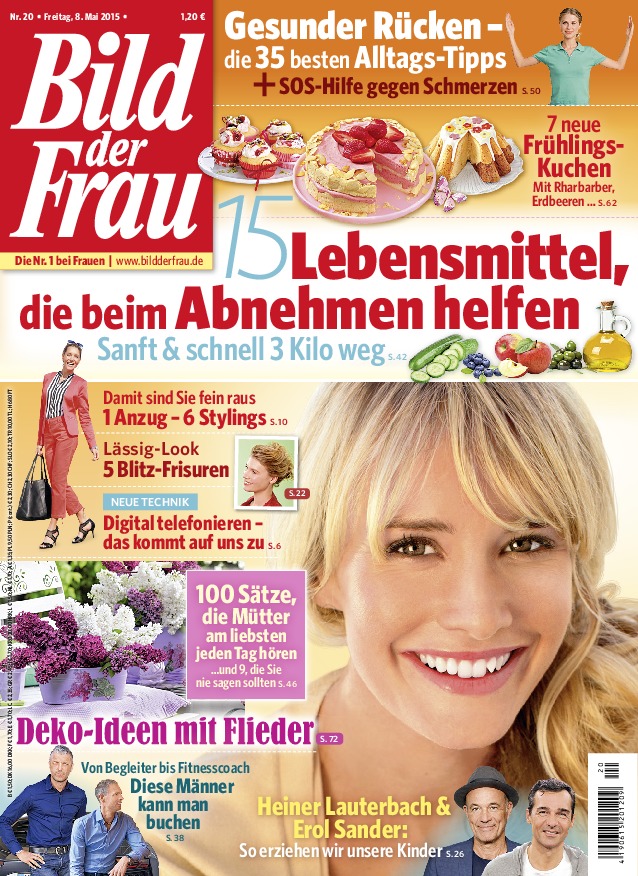 Nr. 20 • Freitag, 8. Mai 2015 •
1,20 €
Bild
der
Frau
Die Nr. 1 bei Frauen | www.bildderfrau.de
Gesunder Rücken –
die 35 besten Alltags-Tipps
+ SOS-Hilfe gegen Schmerzen S. 50
7 neue
Frühlings-
Kuchen
Mit Rharbarber,
Erdbeeren ... S. 62
15 Lebensmittel,
die beim Abnehmen helfen
Sanft & schnell 3 Kilo weg S. 42
Damit sind Sie fein raus
1 Anzug – 6 Stylings S. 10
Lässig-Look
5 Blitz-Frisuren
S. 22
NEUE TECHNIK
Digital telefonieren –
das kommt auf uns zu S. 6
100 Sätze,
die Mütter
am liebsten
jeden Tag hören
...und 9, die Sie
nie sagen sollten S. 46
Deko-Ideen mit Flieder S. 72
Von Begleiter bis Fitnesscoach
Diese Männer
kann man
buchen
S. 38
Heiner Lauterbach &
Erol Sander:
So erziehen wir unsere Kinder S. 26
20
4 190615 201209